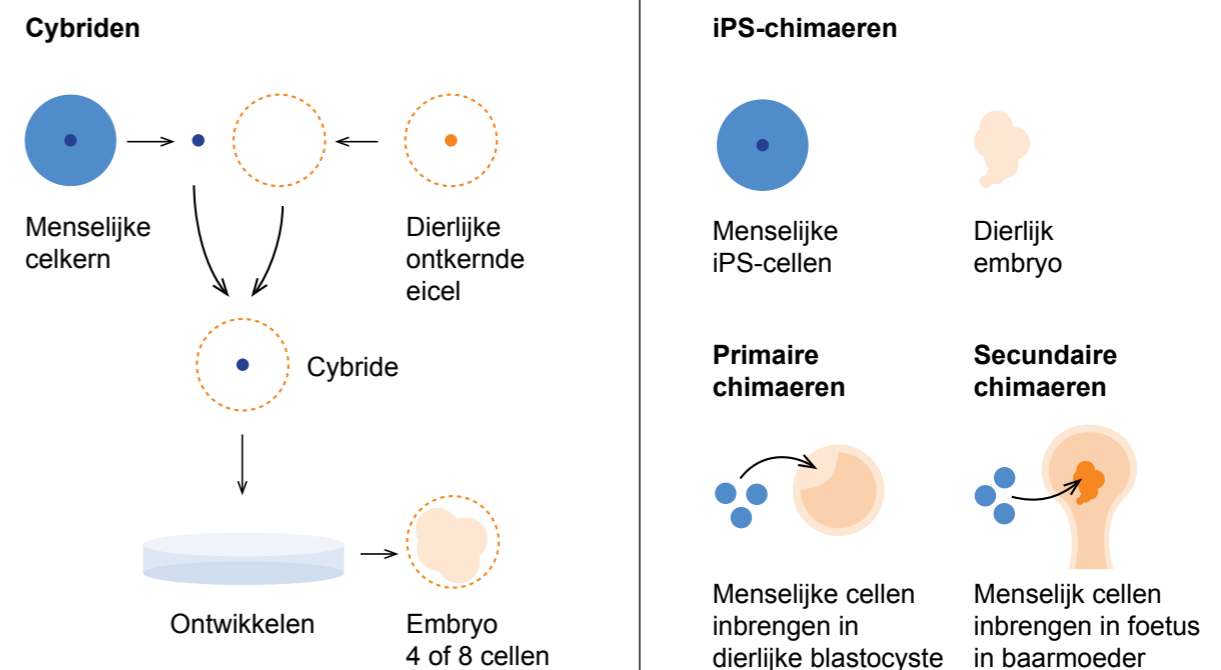 Cybriden
Menselijke
celkern
Dierlijke
ontkernde
eicel
Cybride
Ontwikkelen
Embryo
4 of 8 cellen
iPS-chimaeren
Menselijke
iPS-cellen
Dierlijk
embryo
Primaire
chimaeren
Secundaire
chimaeren
Menselijke cellen
inbrengen in
dierlijke blastocyste
Menselijk cellen
inbrengen in foetus
in baarmoeder